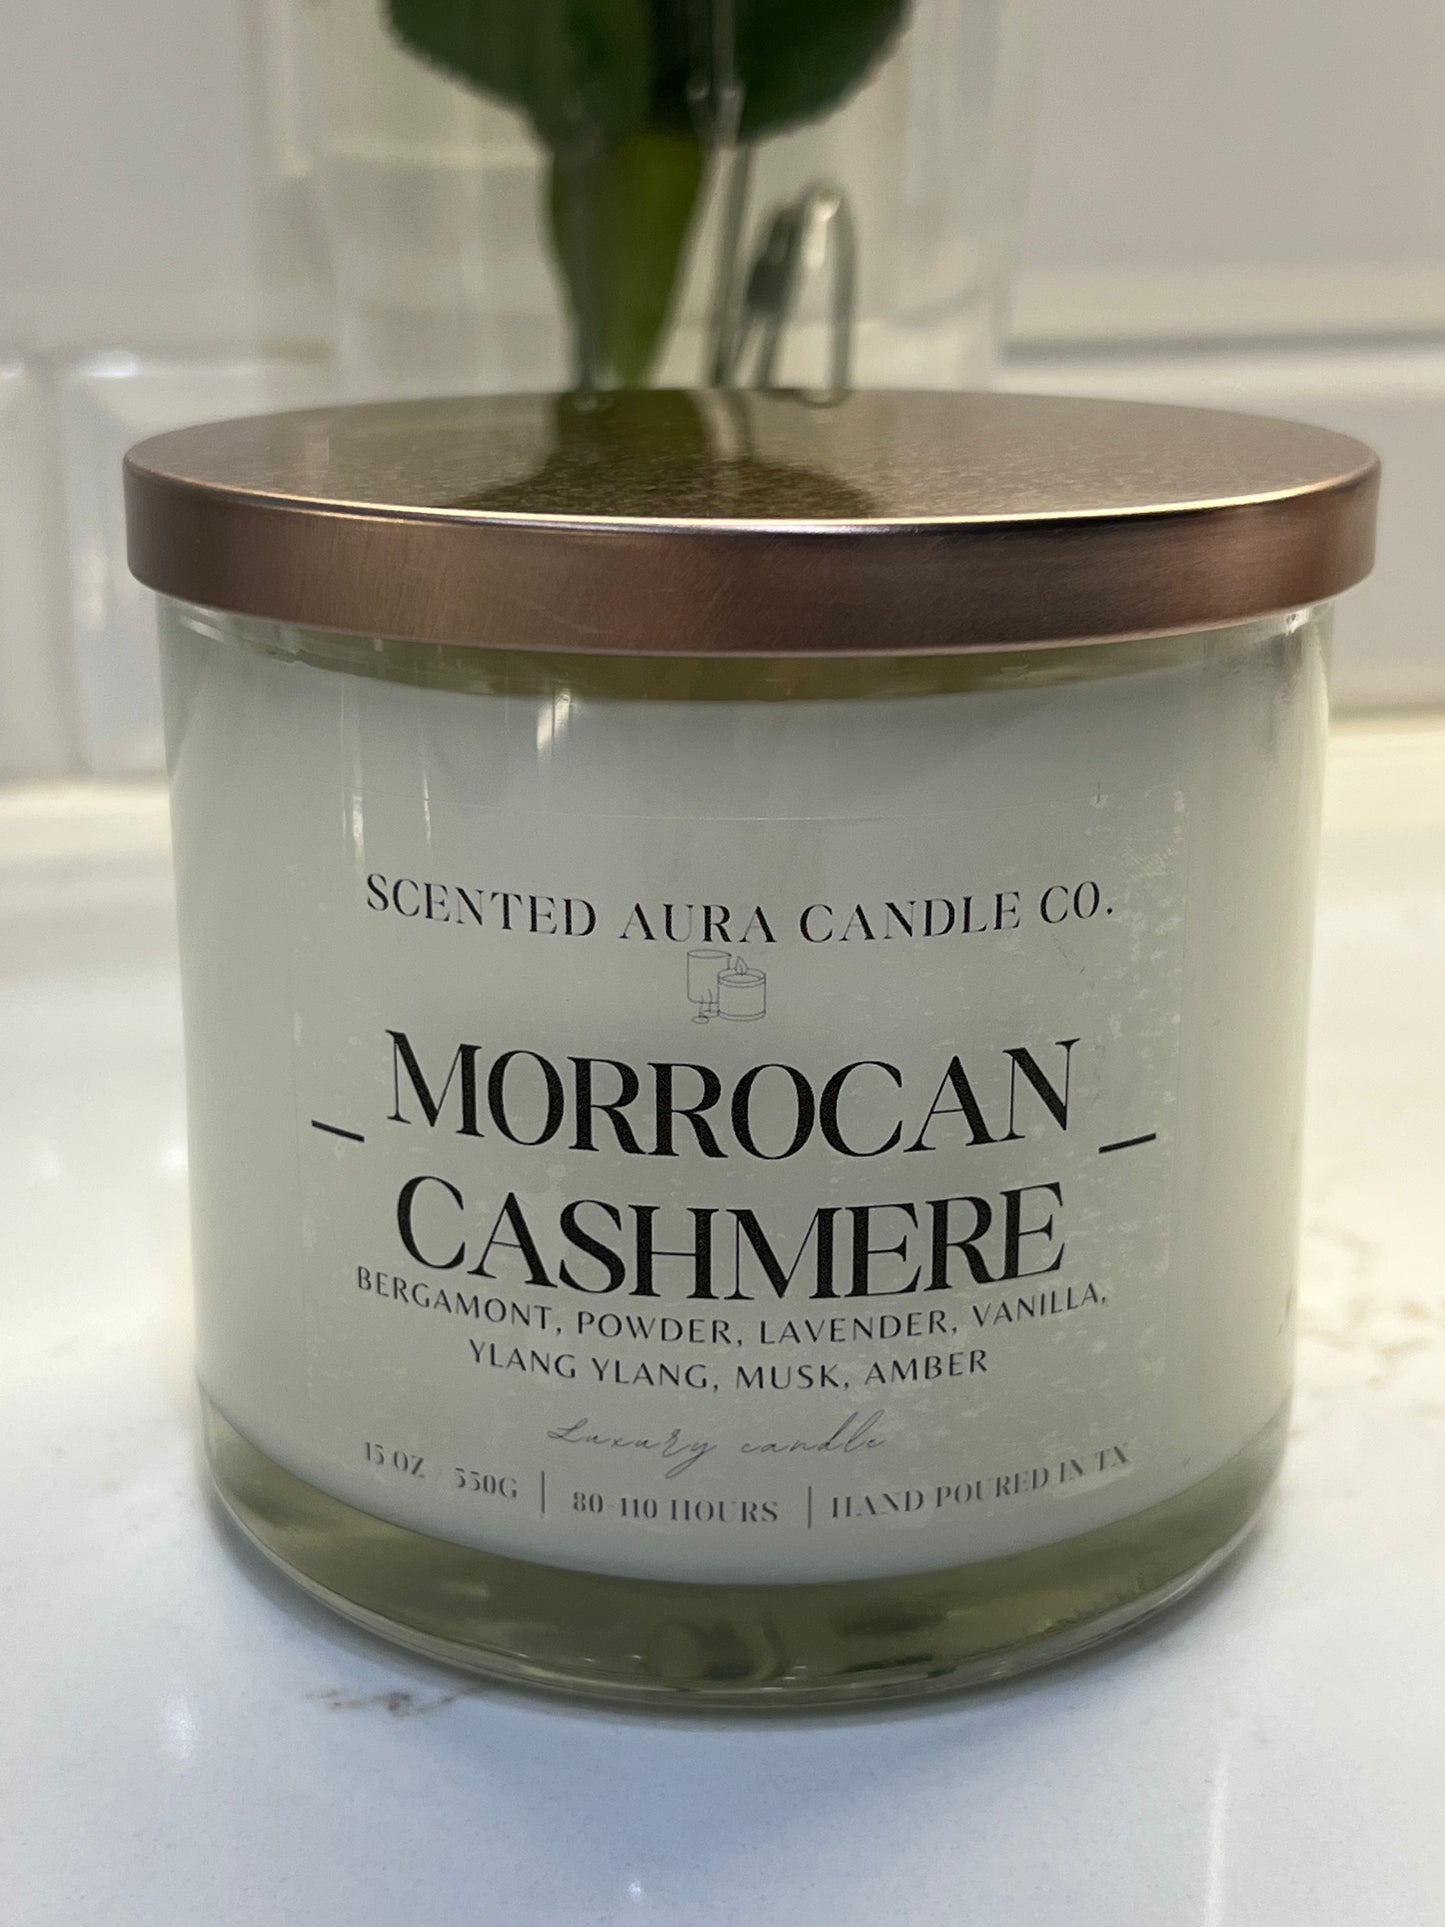 SCENTED AURA CANDLE CO.
_ MORROCAN _
CASHMERE
BERGAMONT, POWDER, LAVENDER, VANILLA,
YLANG YLANG, MUSK, AMBER
Luxury candle
15 OZ / 550G | 80-110 HOURS | HAND POURED IN TX